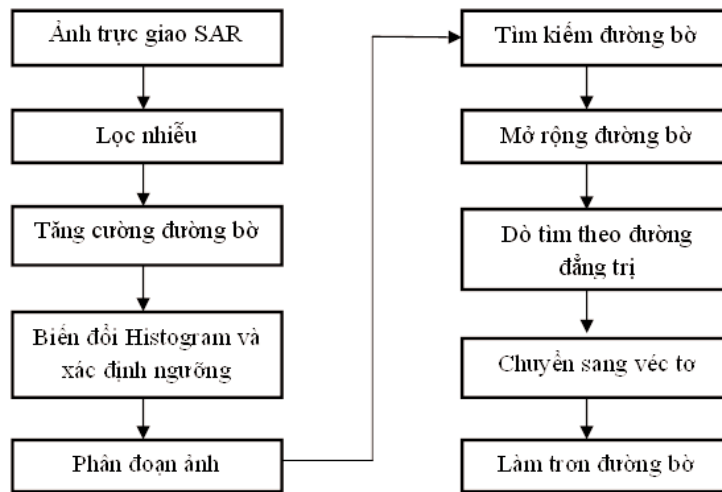 Ảnh trực giao SAR
Lọc nhiễu
Tăng cường đường bờ
Biến đổi Histogram và
xác định ngưỡng
Phân đoạn ảnh
Tìm kiếm đường bờ
Mở rộng đường bờ
Dò tìm theo đường
đẳng trị
Chuyển sang véc tơ
Làm trơn đường bờ